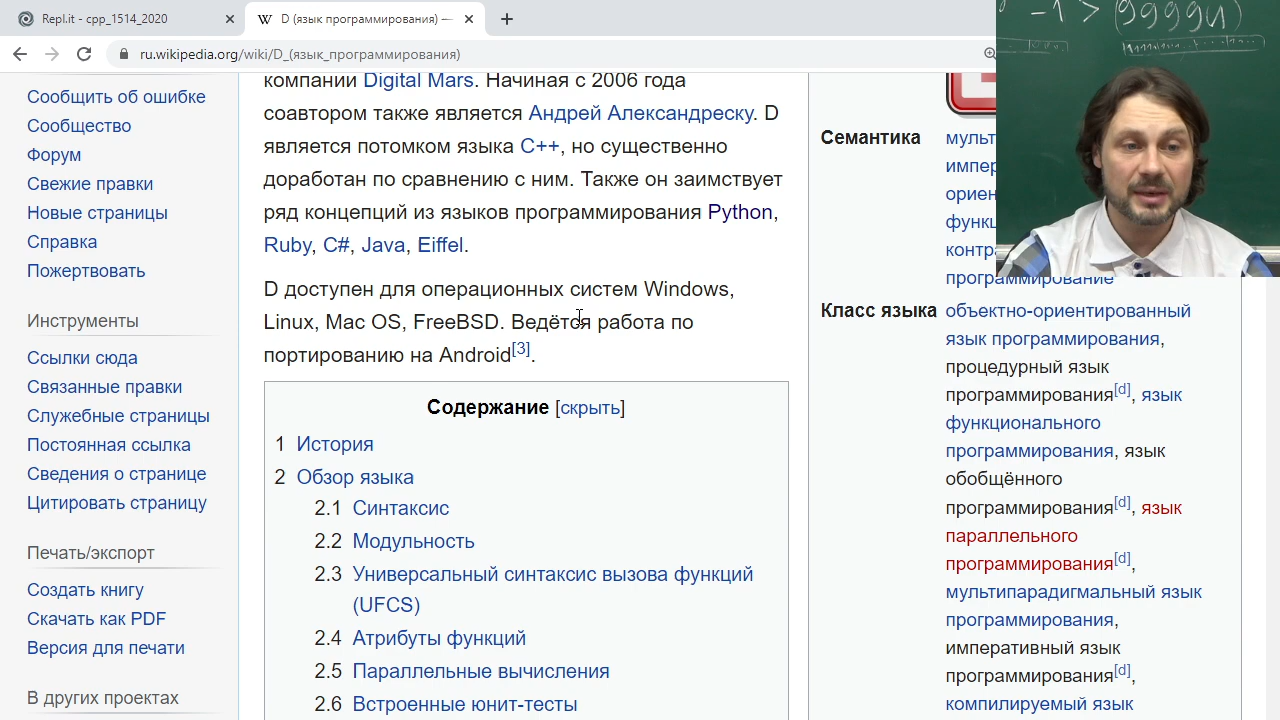 Repl.it - cpp_1514_2020
D (язык программирования) —
ru.wikipedia.org/wiki/D_(язык_программирования)
-1 > (9999u)
Сообщить об ошибке
Сообщество
Форум
Свежие правки
Новые страницы
Справка
Пожертвовать
Инструменты
Ссылки сюда
Связанные правки
Служебные страницы
Постоянная ссылка
Сведения о странице
Цитировать страницу
Печать/экспорт
Создать книгу
Скачать как PDF
Версия для печати
В других проектах
компании Digital Mars. Начиная с 2006 года
соавтором также является Андрей Александреску. D
является потомком языка C++, но существенно
доработан по сравнению с ним. Также он заимствует
ряд концепций из языков программирования Python,
Ruby, C#, Java, Eiffel.
D доступен для операционных систем Windows,
Linux, Mac OS, FreeBSD. Ведётся работа по
портированию на Android[3].
Содержание [скрыть]
1 История
2 Обзор языка
2.1 Синтаксис
2.2 Модульность
2.3 Универсальный синтаксис вызова функций
(UFCS)
2.4 Атрибуты функций
2.5 Параллельные вычисления
2.6 Встроенные юнит-тесты
Семантика
мульт
импер
ориен
функц
контр
программирование
Класс языка объектно-ориентированный
язык программирования,
процедурный язык
программирования[d], язык
функционального
программирования, язык
обобщённого
программирования[d], язык
параллельного
программирования[d],
мультипарадигмальный язык
программирования,
императивный язык
программирования[d],
компилируемый язык